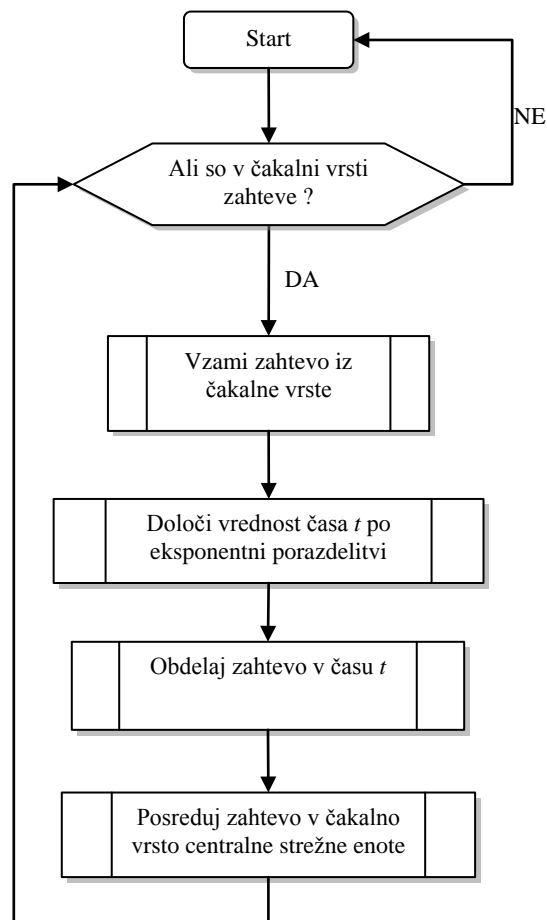 Start
NE
Ali so v čakalni vrsti
zahteve ?
DA
Vzami zahtevo iz
čakalne vrste
Določi vrednost časa t po
eksponentni porazdelitvi
Obdelaj zahtevo v času t
Posreduj zahtevo v čakalno
vrsto centralne strežne enote